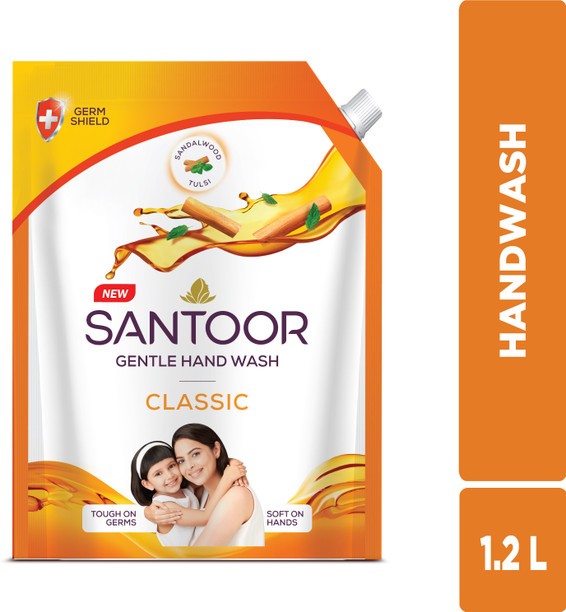 GERM
SHIELD
SANDALWOOD
TULSI
NEW
SANTOOR
GENTLE HAND WASH
CLASSIC
TOUGH ON
GERMS
SOFT ON
HANDS
HANDWASH
1.2 L